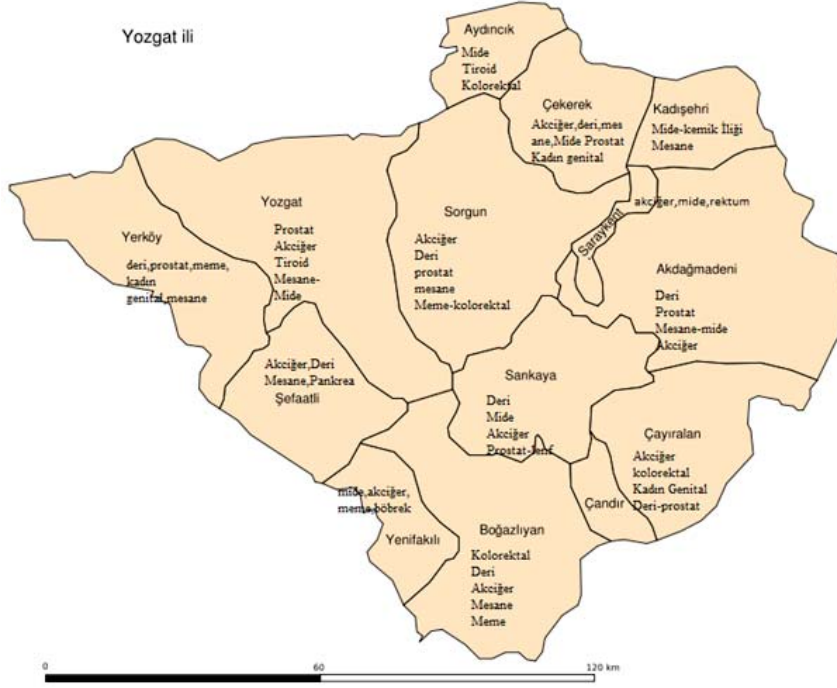 Yozgat ili
Aydıncık
Mide
Tiroid
Kolorektal
Çekerek
Akciğer,deri,mes
ane,Mide Prostat
Kadın genital
Kadışehri
Mide-kemik İliği
Mesane
Yozgat
Prostat
Akciğer
Tiroid
Mesane-
Mide
Sorgun
Akciğer
Deri
prostat
mesane
Meme-kolorektal
akciğer,mide,rektum
Saraykent
Yerköy
deri,prostat,meme,
kadın
genital,mesane
Akdağmadeni
Deri
Prostat
Mesane-mide
Akciğer
Akciğer,Deri
Mesane,Pankrea
Şefaatli
Sarıkaya
Deri
Mide
Akciğer
Prostat-lenf
Çayıralan
Akciğer
kolorektal
Kadın Genital
Deri-prostat
Çandır
mide,akciğer,
meme,böbrek
Yenifakılı
Boğazlıyan
Kolorektal
Deri
Akciğer
Mesane
Meme
0 60 120 km